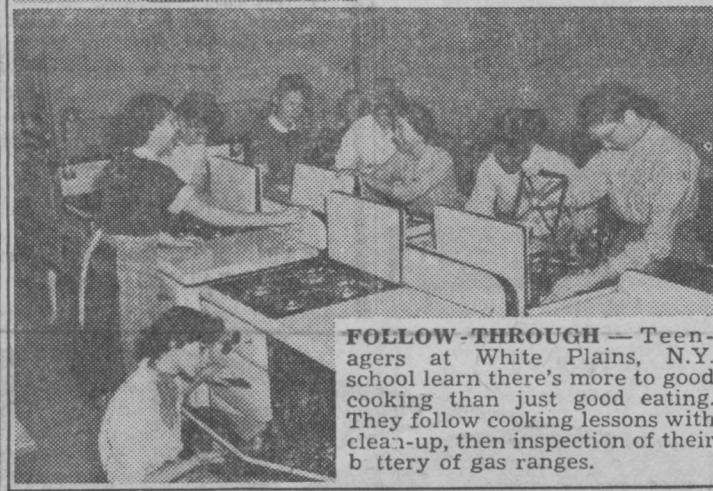 FOLLOW-THROUGH — Teen-
agers at White Plains, N.Y.
school learn there's more to good
cooking than just good eating.
They follow cooking lessons with
clean-up, then inspection of their
b ttery of gas ranges.